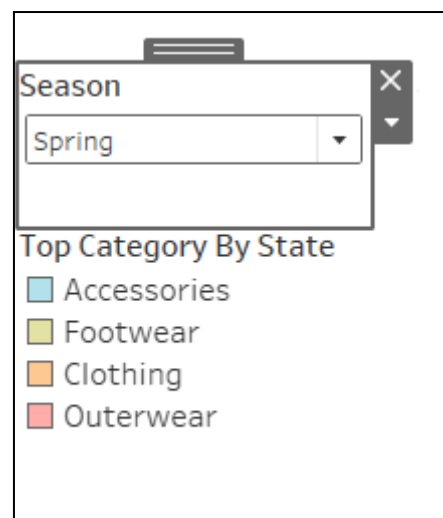 Season
Spring
Top Category By State
Accessories
Footwear
Clothing
Outerwear